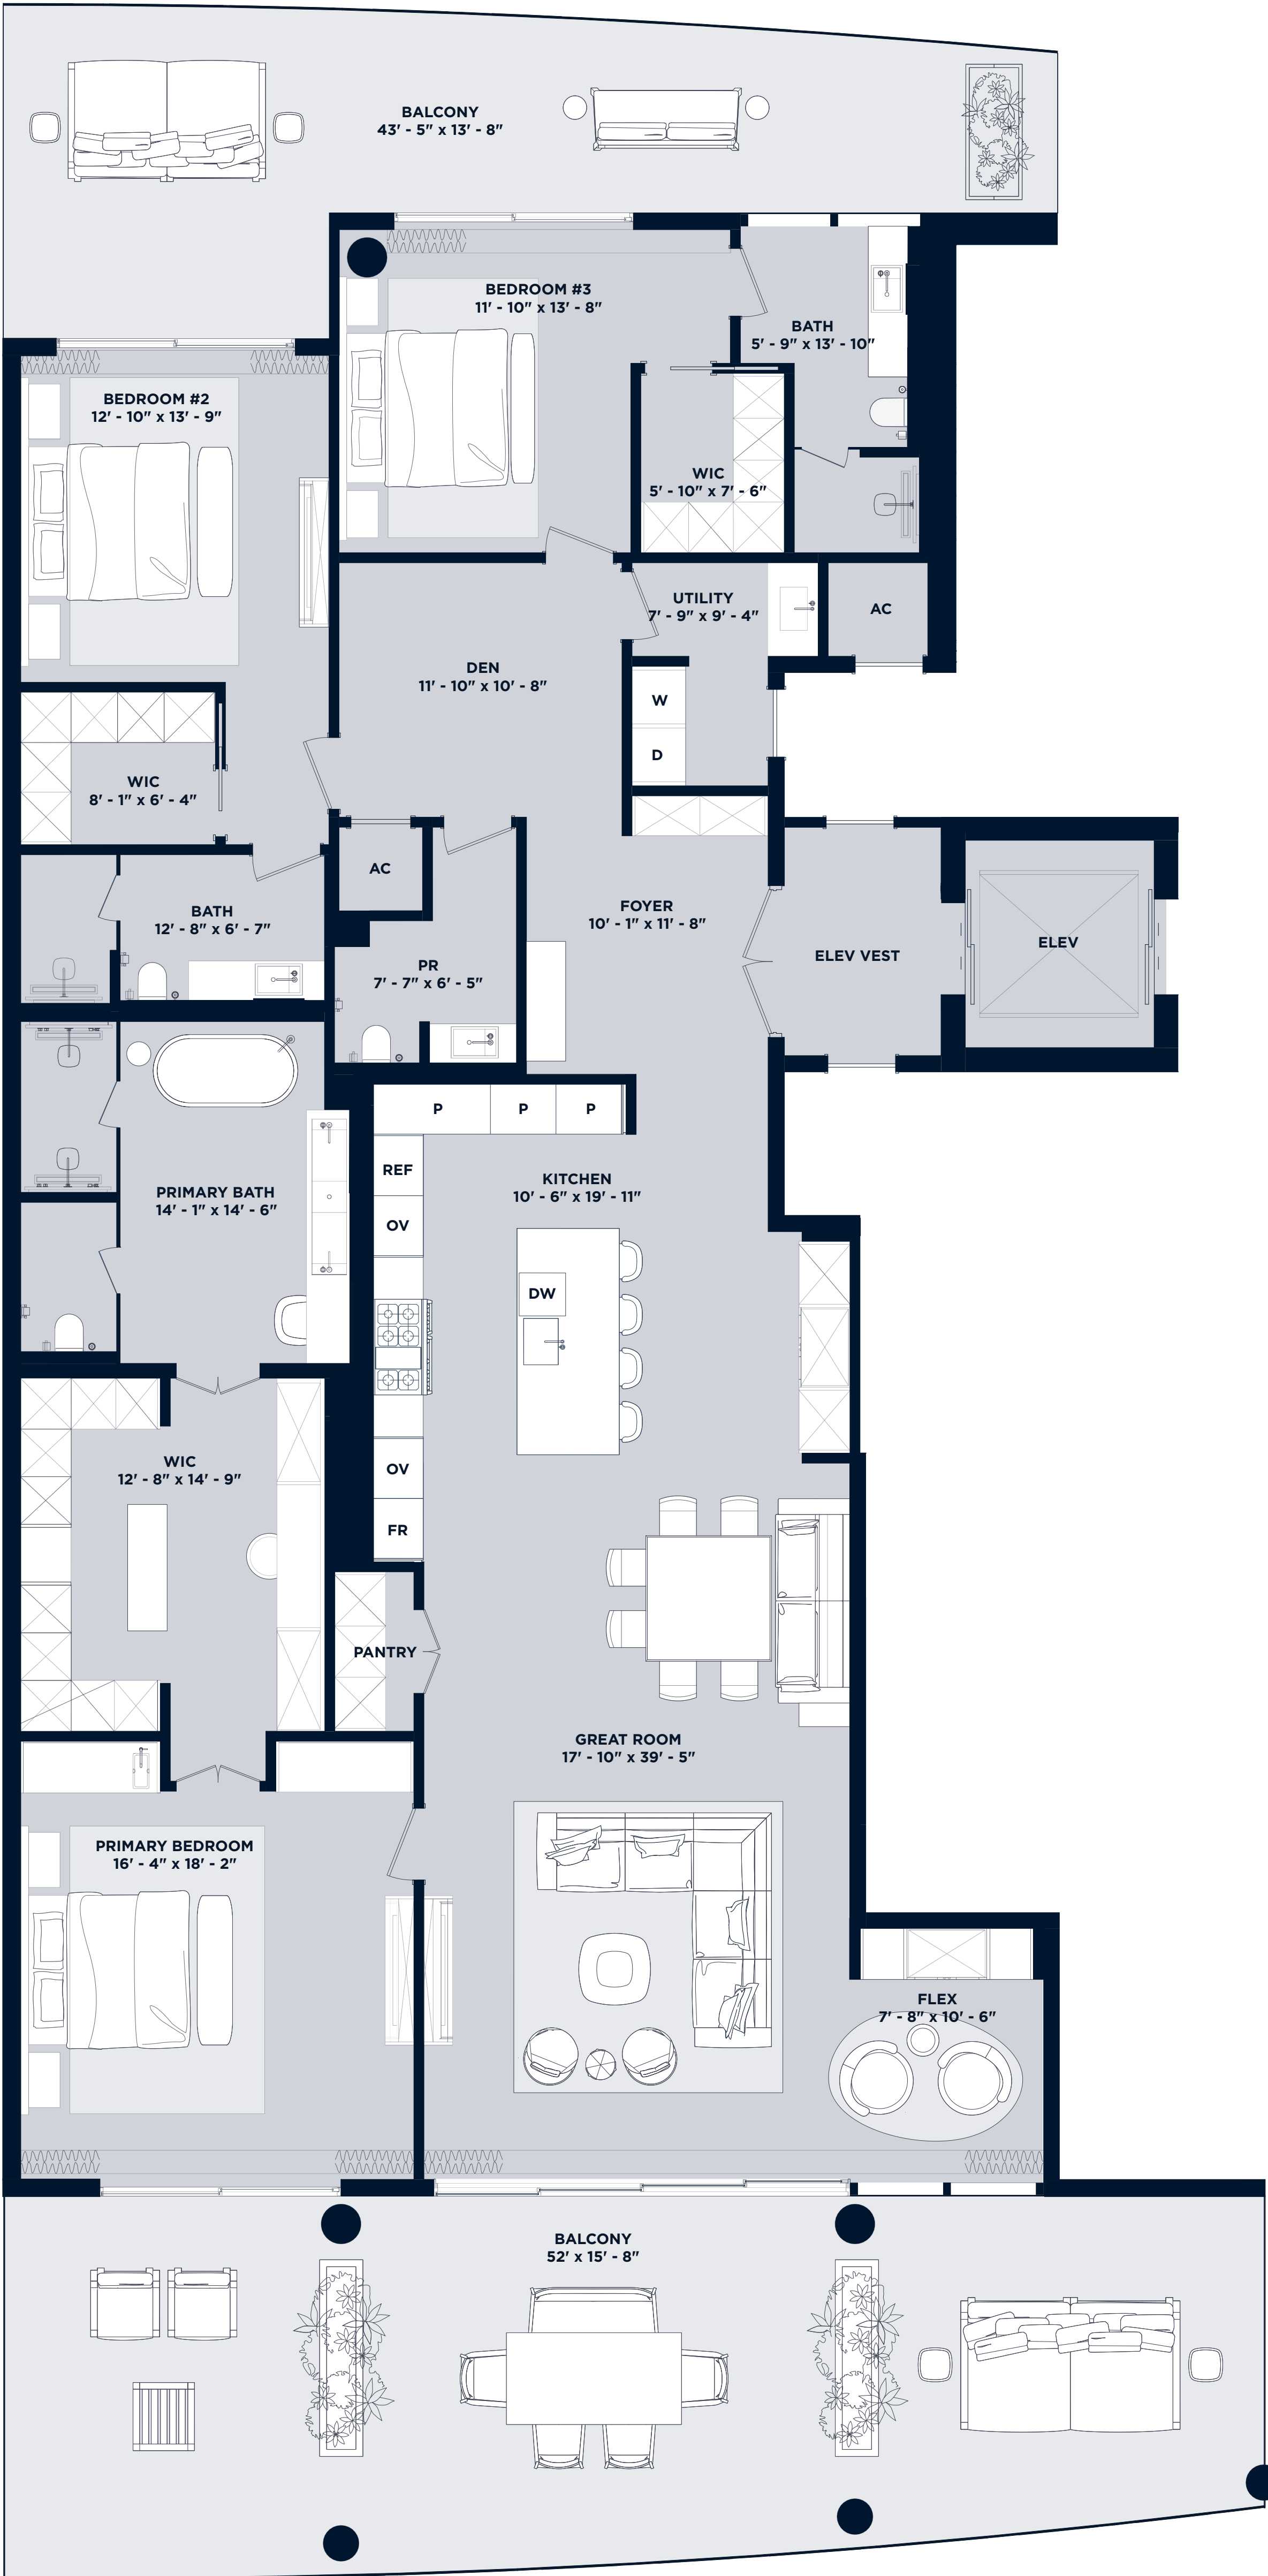 BALCONY
43' - 5" x 13' - 8"
BEDROOM #3
11' - 10" x 13' - 8"
BATH
5' - 9" x 13' - 10"
BEDROOM #2
12' - 10" x 13' - 9"
WIC
5' - 10" x 7' - 6"
UTILITY
7' - 9" x 9' - 4"
AC
DEN
11' - 10" x 10' - 8"
W
D
WIC
8' - 1" x 6' - 4"
AC
BATH
12' - 8" x 6' - 7"
FOYER
10' - 1" x 11' - 8"
ELEV VEST
ELEV
PR
7' - 7" x 6' - 5"
P
P
P
REF
KITCHEN
10' - 6" x 19' - 11"
PRIMARY BATH
14' - 1" x 14' - 6"
OV
DW
WIC
12' - 8" x 14' - 9"
OV
FR
PANTRY
GREAT ROOM
17' - 10" x 39' - 5"
PRIMARY BEDROOM
16' - 4" x 18' - 2"
FLEX
7' - 8" x 10' - 6"
BALCONY
52' x 15' - 8"